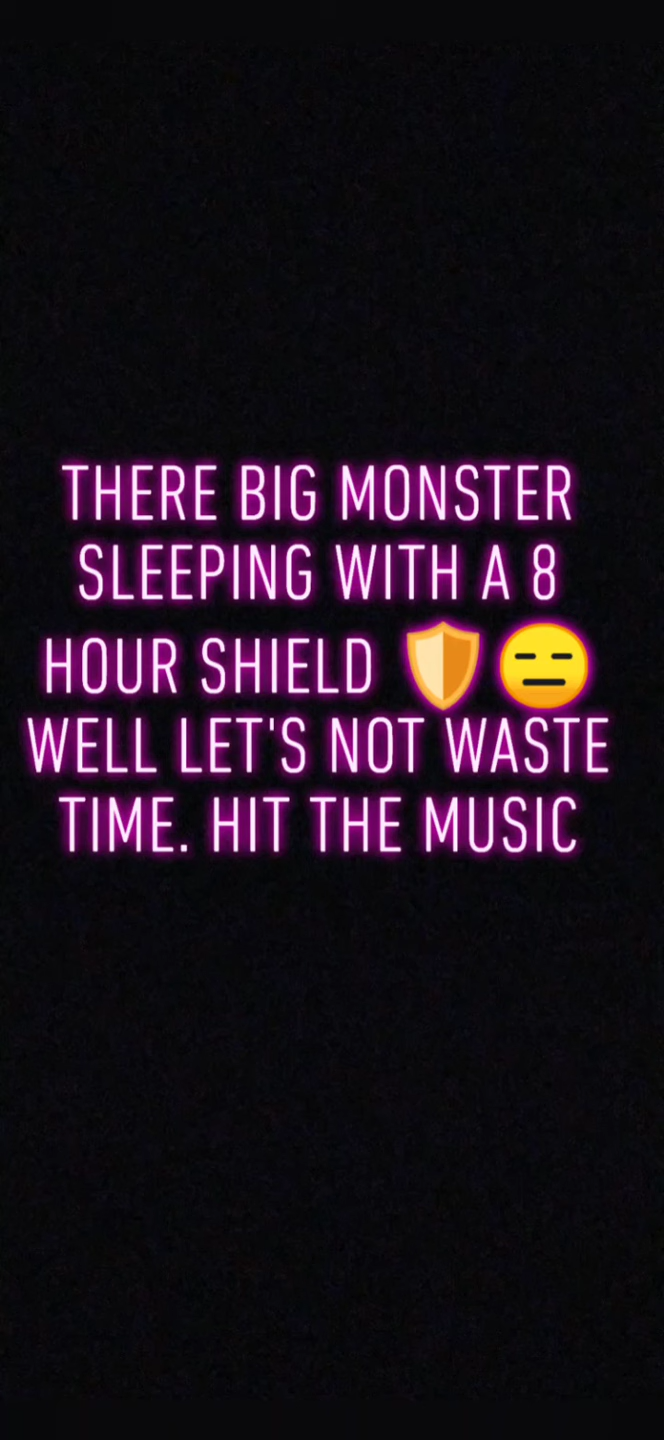 THERE BIG MONSTER
SLEEPING WITH A 8
HOUR SHIELD 🛡️😑
WELL LET'S NOT WASTE
TIME. HIT THE MUSIC